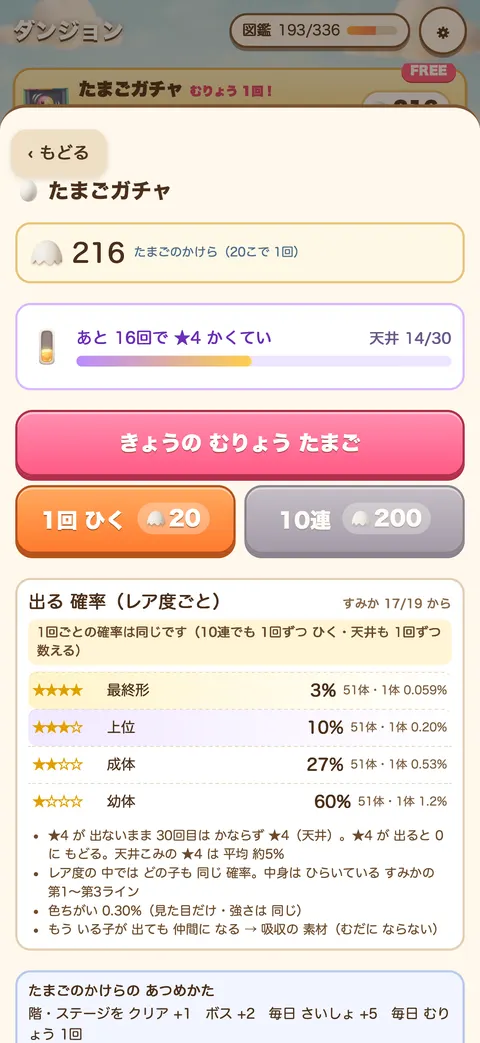 ダンジョン
図鑑 193/336
FREE
たまごガチャ むりょう 1回！
‹ もどる
たまごガチャ
216 たまごのかけら（20こで 1回）
あと 16回で ★4 かくてい 天井 14/30
きょうの むりょう たまご
1回 ひく 20
10連 200
出る 確率（レア度ごと） すみか 17/19 から
1回ごとの確率は同じです（10連でも 1回ずつ ひく・天井も 1回ずつ
数える）
★★★★ 最終形 3% 51体・1体 0.059%
★★★☆ 上位 10% 51体・1体 0.20%
★★☆☆ 成体 27% 51体・1体 0.53%
★☆☆☆ 幼体 60% 51体・1体 1.2%
• ★4 が 出ないまま 30回目は かならず ★4（天井）。★4 が 出ると 0
に もどる。天井こみの ★4 は 平均 約5%
• レア度の 中では どの子も 同じ 確率。中身は ひらいている すみかの
第1〜第3ライン
• 色ちがい 0.30%（見た目だけ・強さは 同じ）
• もう いる子が 出ても 仲間に なる → 吸収の 素材（むだに ならない）
たまごのかけらの あつめかた
階・ステージを クリア +1 ボス +2 毎日 さいしょ +5 毎日 むり
ょう 1回